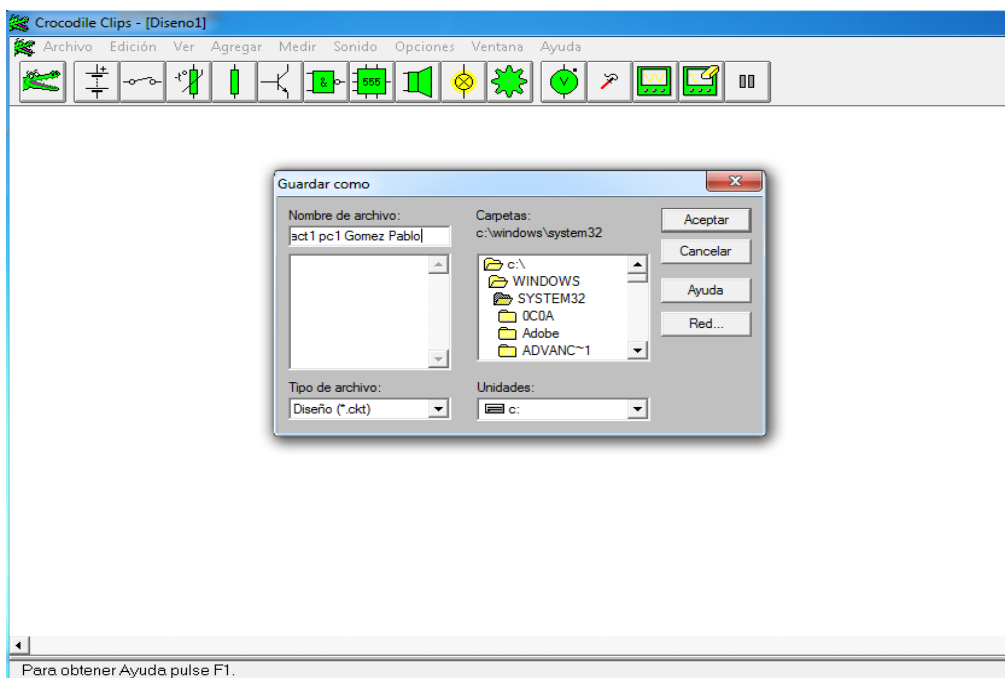 Crocodile Clips - [Diseno1]
Archivo Edición Ver Agregar Medir Sonido Opciones Ventana Ayuda
-t° & 555 V
Guardar como
Nombre de archivo:
act1 pc1 Gomez Pablo
Carpetas:
c:\windows\system32
Aceptar
Cancelar
c:\
WINDOWS
SYSTEM32
0C0A
Adobe
ADVANC~1
Ayuda
Red...
Tipo de archivo:
Diseño (*.ckt)
Unidades:
c:
Para obtener Ayuda pulse F1.